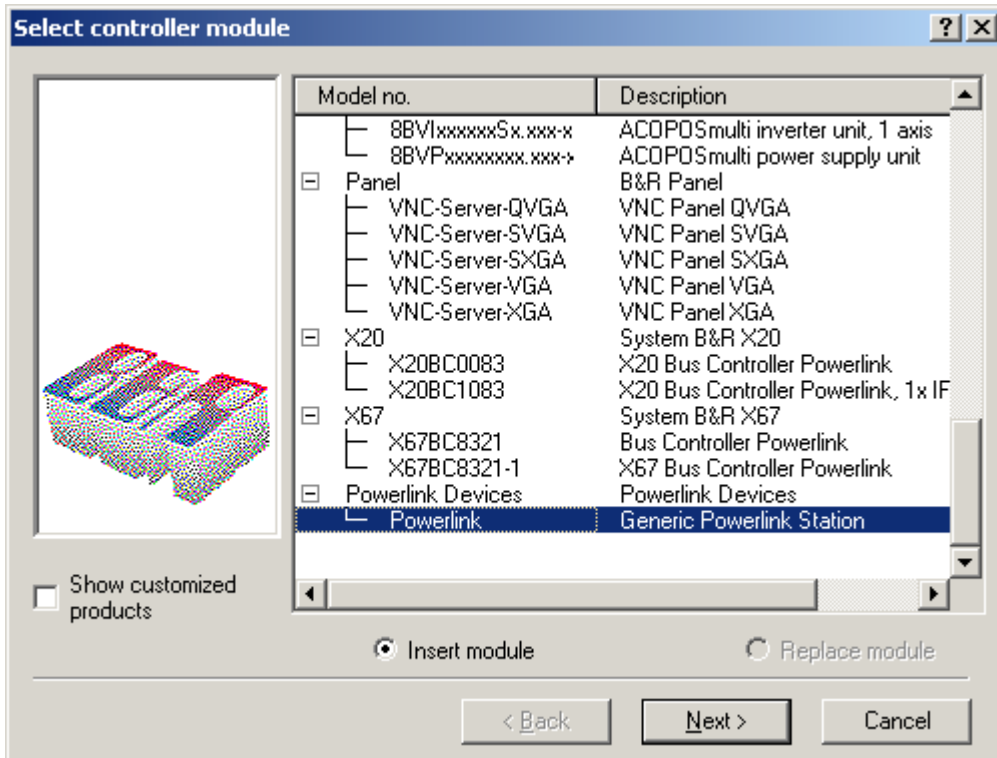 Select controller module
Model no. Description
8BVIxxxxxxSx.xxx-x ACOPOSmulti inverter unit, 1 axis
8BVPxxxxxxxx.xxx-x ACOPOSmulti power supply unit
Panel B&R Panel
VNC-Server-QVGA VNC Panel QVGA
VNC-Server-SVGA VNC Panel SVGA
VNC-Server-SXGA VNC Panel SXGA
VNC-Server-VGA VNC Panel VGA
VNC-Server-XGA VNC Panel XGA
X20 System B&R X20
X20BC0083 X20 Bus Controller Powerlink
X20BC1083 X20 Bus Controller Powerlink, 1x IF
X67 System B&R X67
X67BC8321 Bus Controller Powerlink
X67BC8321-1 X67 Bus Controller Powerlink
Powerlink Devices Powerlink Devices
Powerlink Generic Powerlink Station
Show customized
products
Insert module Replace module
< Back Next > Cancel